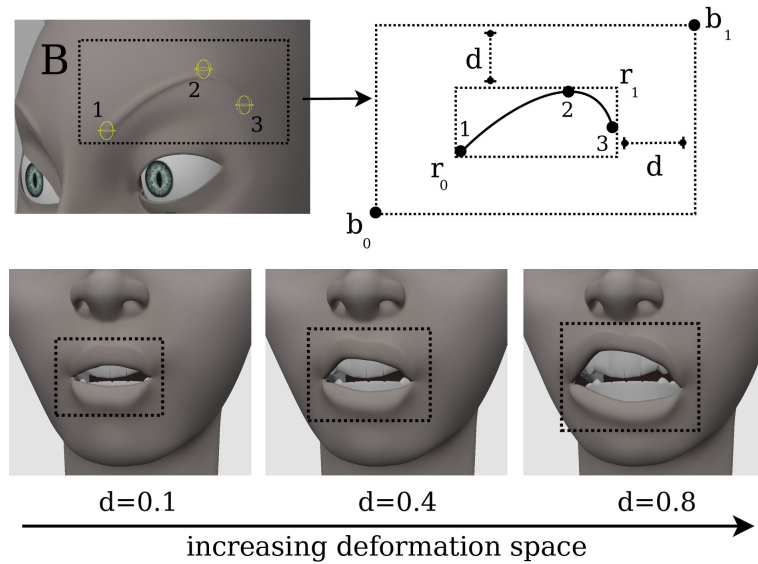 B
1
2
3
b₁
d
r₁
1
2
3
r₀
d
b₀
d=0.1
d=0.4
d=0.8
increasing deformation space